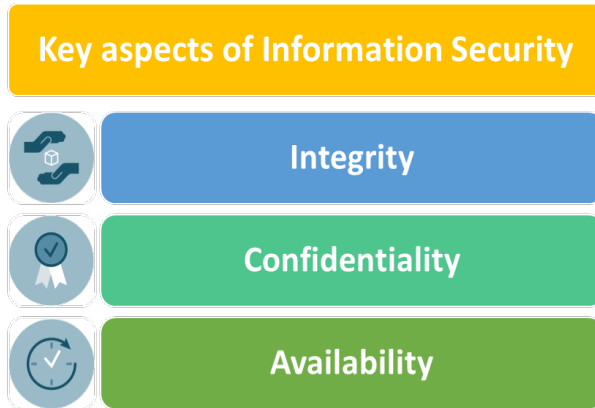 Key aspects of Information Security
Integrity
Confidentiality
Availability